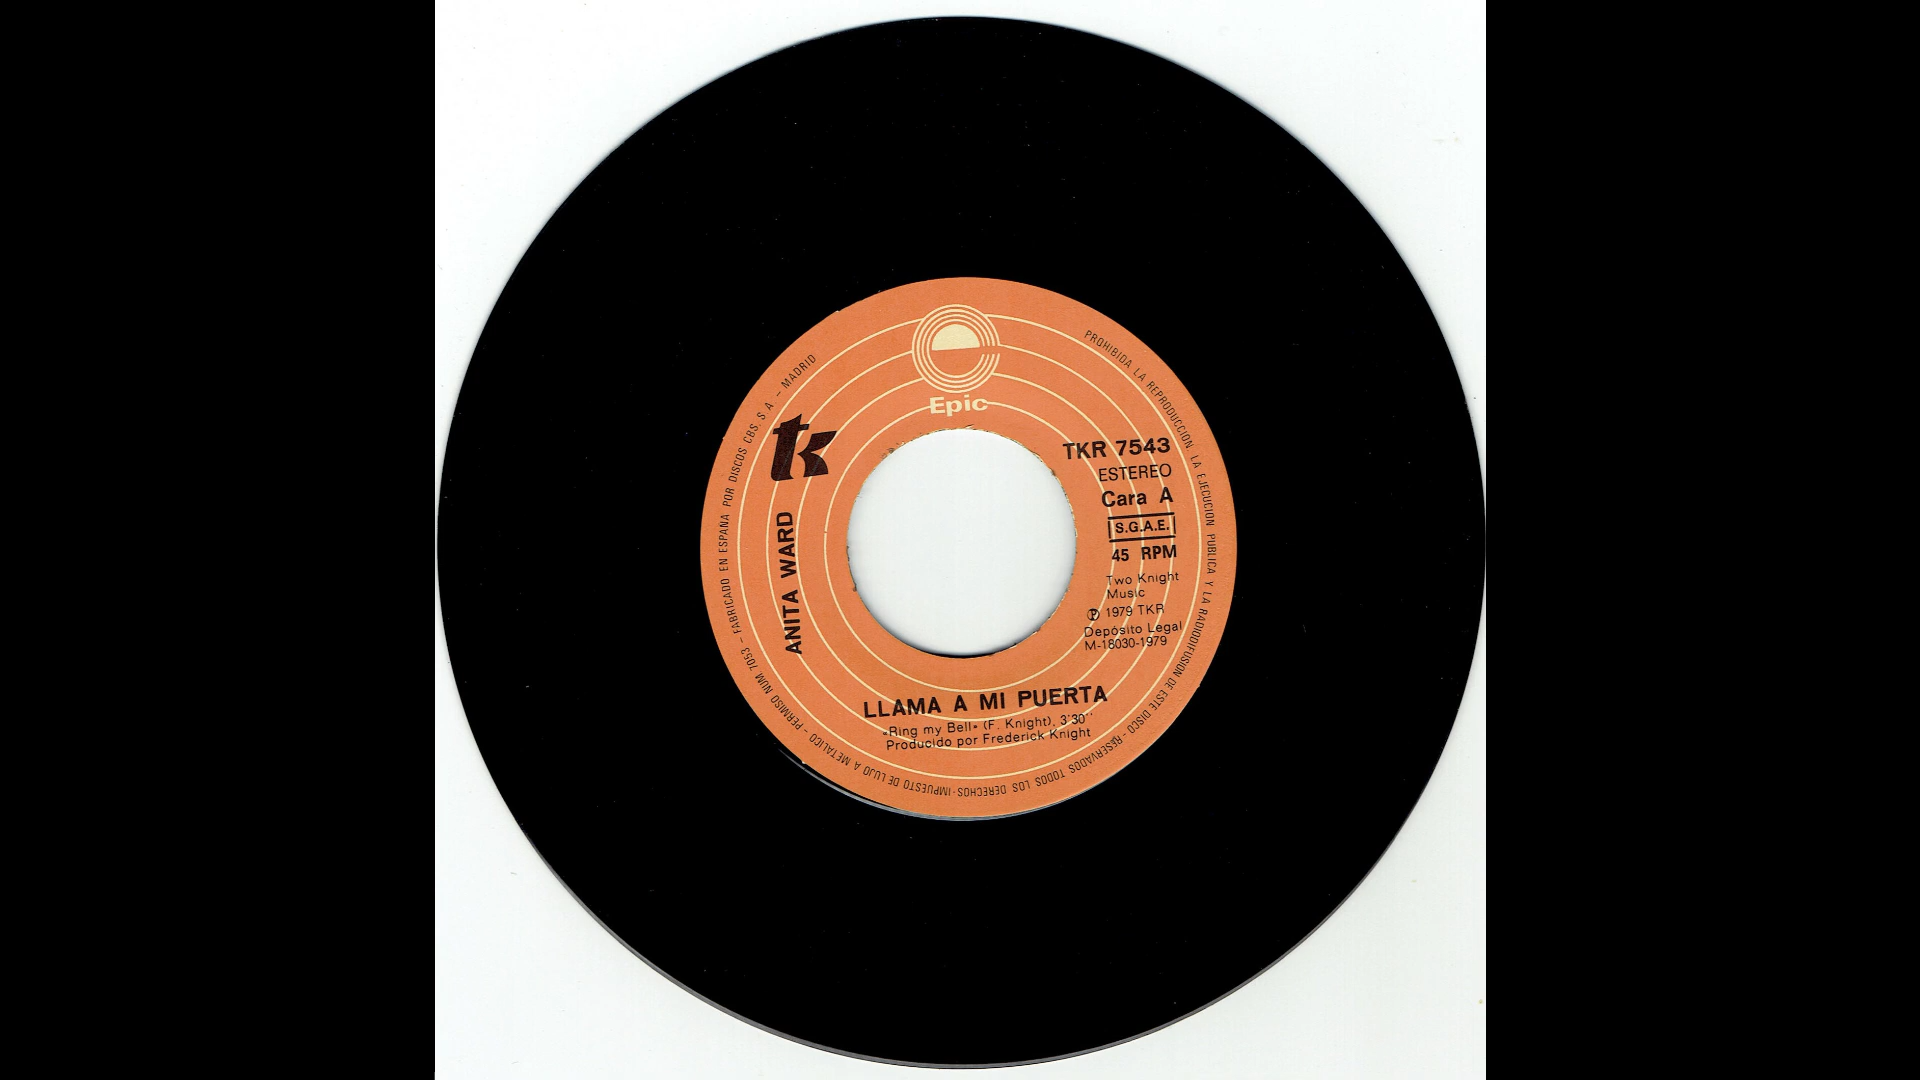 Epic
tk
ANITA WARD
TKR 7543
ESTEREO
Cara A
S.G.A.E.
45 RPM
Two Knight
Music
Ⓟ 1979 TKR
Depósito Legal
M-18030-1979
LLAMA A MI PUERTA
«Ring my Bell» (F. Knight). 3'30''
Producido por Frederick Knight
PROHIBIDA LA REPRODUCCION, LA EJECUCION PUBLICA Y LA RADIODIFUSION DE ESTE DISCO - RESERVADOS TODOS LOS DERECHOS - IMPUESTO DE LUJO A METALICO - PERMISO NUM. 7053 - FABRICADO EN ESPAÑA POR DISCOS CBS. S A - MADRID